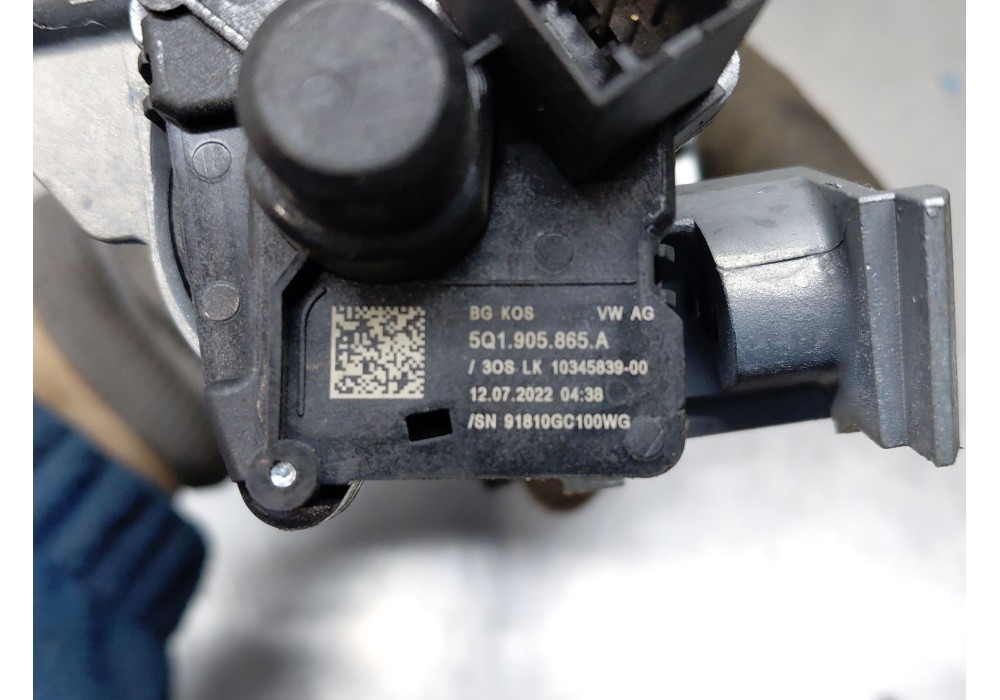 BG KOS VW AG
5Q1.905.865.A
/ 3OS LK 10345839-00
12.07.2022 04:38
/SN 91810GC100WG